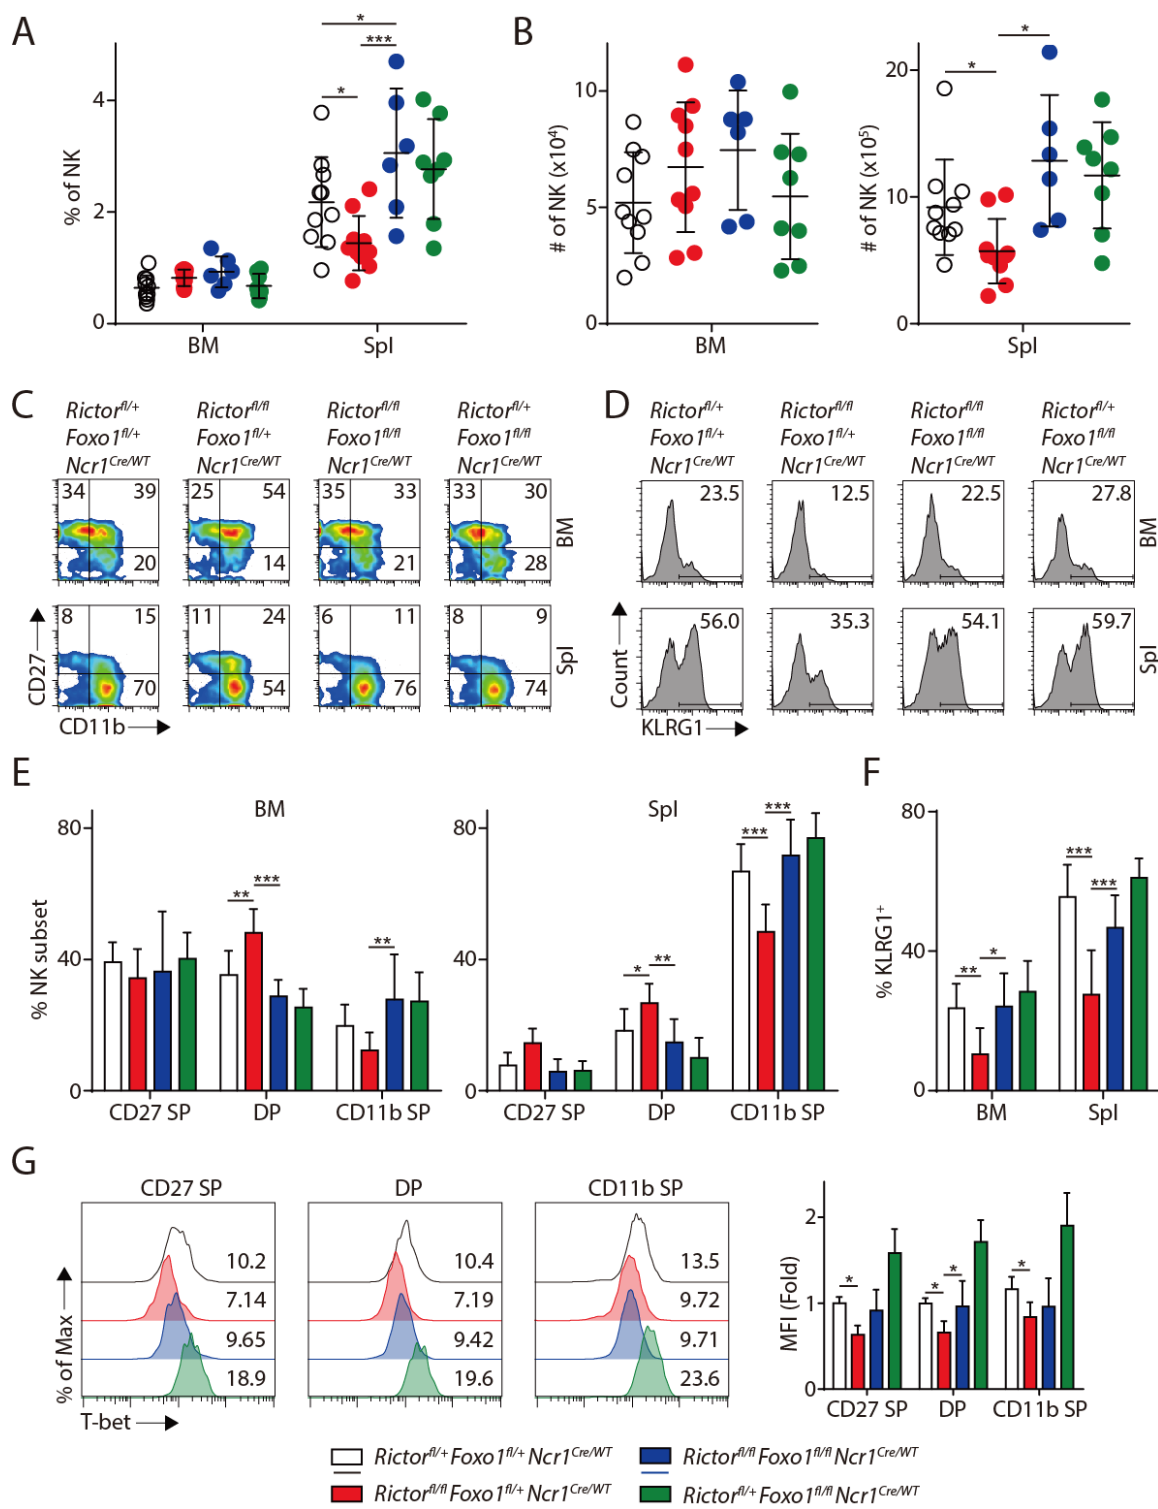 A
B
% of NK
4
2
0
BM
Spl
* 
***
*
# of NK (x10⁴)
10
5
0
BM
# of NK (x10⁵)
20
10
0
Spl
*
*
C
D
Rictorfl/+ Rictorfl/fl Rictorfl/fl Rictorfl/+
Foxo1fl/+ Foxo1fl/+ Foxo1fl/fl Foxo1fl/fl
Ncr1Cre/WT Ncr1Cre/WT Ncr1Cre/WT Ncr1Cre/WT
34 39 25 54 35 33 33 30
20 14 21 28
BM
8 15 11 24 6 11 8 9
70 54 76 74
Spl
CD27
CD11b
Rictorfl/+ Rictorfl/fl Rictorfl/fl Rictorfl/+
Foxo1fl/+ Foxo1fl/+ Foxo1fl/fl Foxo1fl/fl
Ncr1Cre/WT Ncr1Cre/WT Ncr1Cre/WT Ncr1Cre/WT
23.5 12.5 22.5 27.8
BM
56.0 35.3 54.1 59.7
Spl
Count
KLRG1
E
F
BM
% NK subset
80
40
0
** ***
**
CD27 SP DP CD11b SP
Spl
80
40
0
* **
*** ***
CD27 SP DP CD11b SP
% KLRG1⁺
80
40
0
** *
*** ***
BM Spl
G
CD27 SP DP CD11b SP
10.2 10.4 13.5
7.14 7.19 9.72
9.65 9.42 9.71
18.9 19.6 23.6
% of Max
T-bet
MFI (Fold)
2
1
0
* * * *
CD27 SP DP CD11b SP
Rictorfl/+Foxo1fl/+Ncr1Cre/WT Rictorfl/flFoxo1fl/flNcr1Cre/WT
Rictorfl/flFoxo1fl/+Ncr1Cre/WT Rictorfl/+Foxo1fl/flNcr1Cre/WT